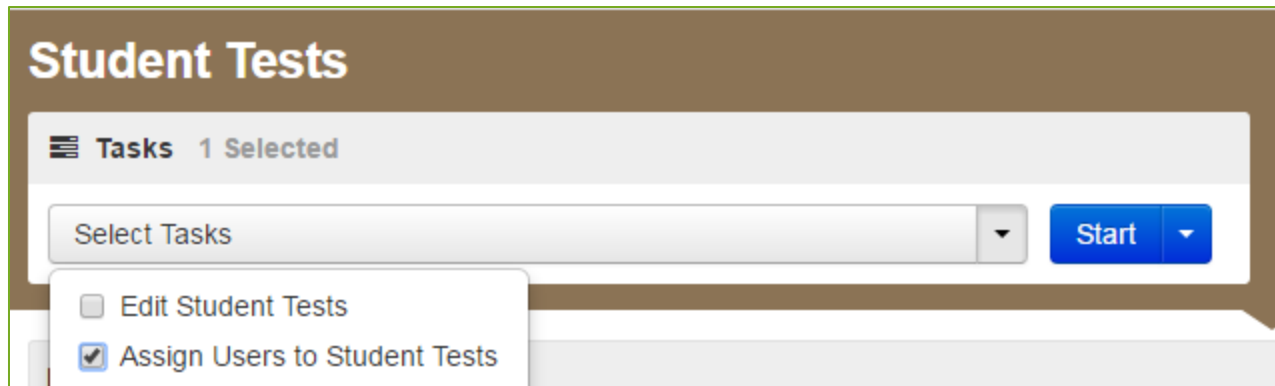 Student Tests
Tasks 1 Selected
Select Tasks
Start
Edit Student Tests
Assign Users to Student Tests